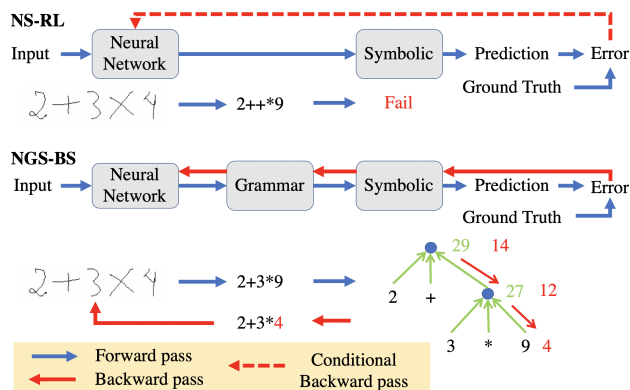 NS-RL
Input Neural Network Symbolic Prediction Error
Ground Truth
2+3×4 2++*9 Fail
NGS-BS
Input Neural Network Grammar Symbolic Prediction Error
Ground Truth
29 14
2+3×4 2+3*9
2 + 27 12
2+3*4
3 * 9 4
Forward pass
Backward pass
Conditional
Backward pass